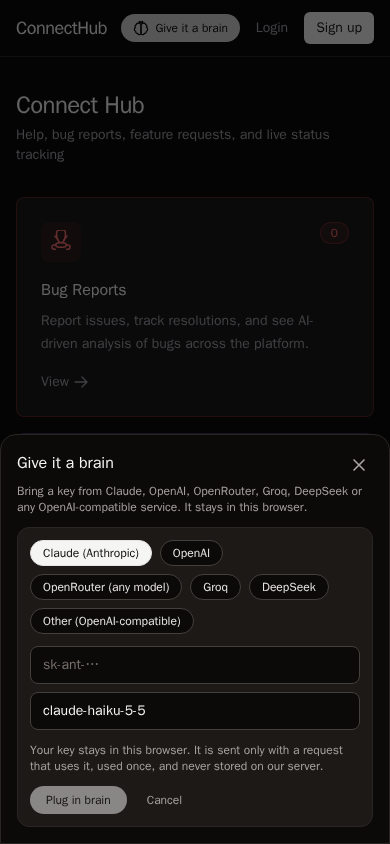 ConnectHub
Give it a brain
Login
Sign up
Connect Hub
Help, bug reports, feature requests, and live status
tracking
0
Bug Reports
Report issues, track resolutions, and see AI-
driven analysis of bugs across the platform.
View →
Give it a brain
Bring a key from Claude, OpenAI, OpenRouter, Groq, DeepSeek or
any OpenAI-compatible service. It stays in this browser.
Claude (Anthropic)
OpenAI
OpenRouter (any model)
Groq
DeepSeek
Other (OpenAI-compatible)
sk-ant-···
claude-haiku-5-5
Your key stays in this browser. It is sent only with a request
that uses it, used once, and never stored on our server.
Plug in brain
Cancel